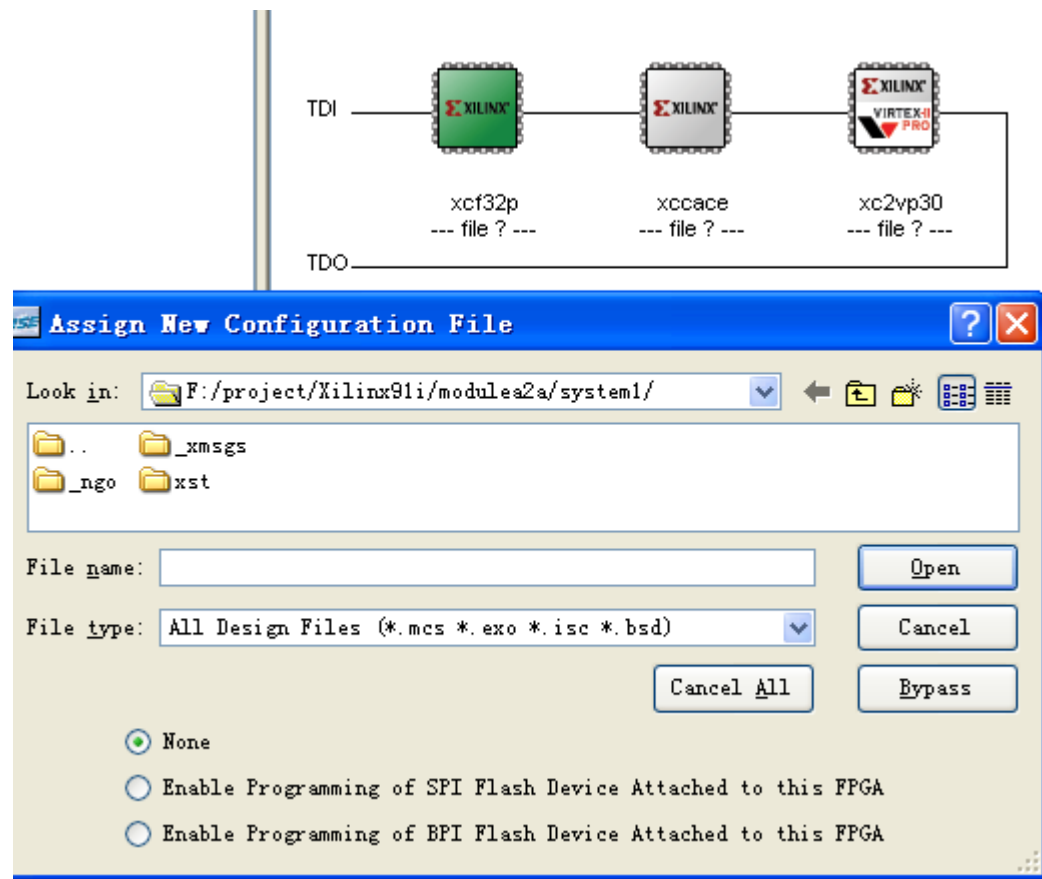 TDI
XILINX
XILINX
XILINX
VIRTEX-II
PRO
xcf32p
xccace
xc2vp30
--- file ? ---
--- file ? ---
--- file ? ---
TDO
ISE Assign New Configuration File
Look in: F:/project/Xilinx91i/modulea2a/system1/
.. _xmsgs
_ngo xst
File name: Open
File type: All Design Files (*.mcs *.exo *.isc *.bsd) Cancel
Cancel All Bypass
None
Enable Programming of SPI Flash Device Attached to this FPGA
Enable Programming of BPI Flash Device Attached to this FPGA